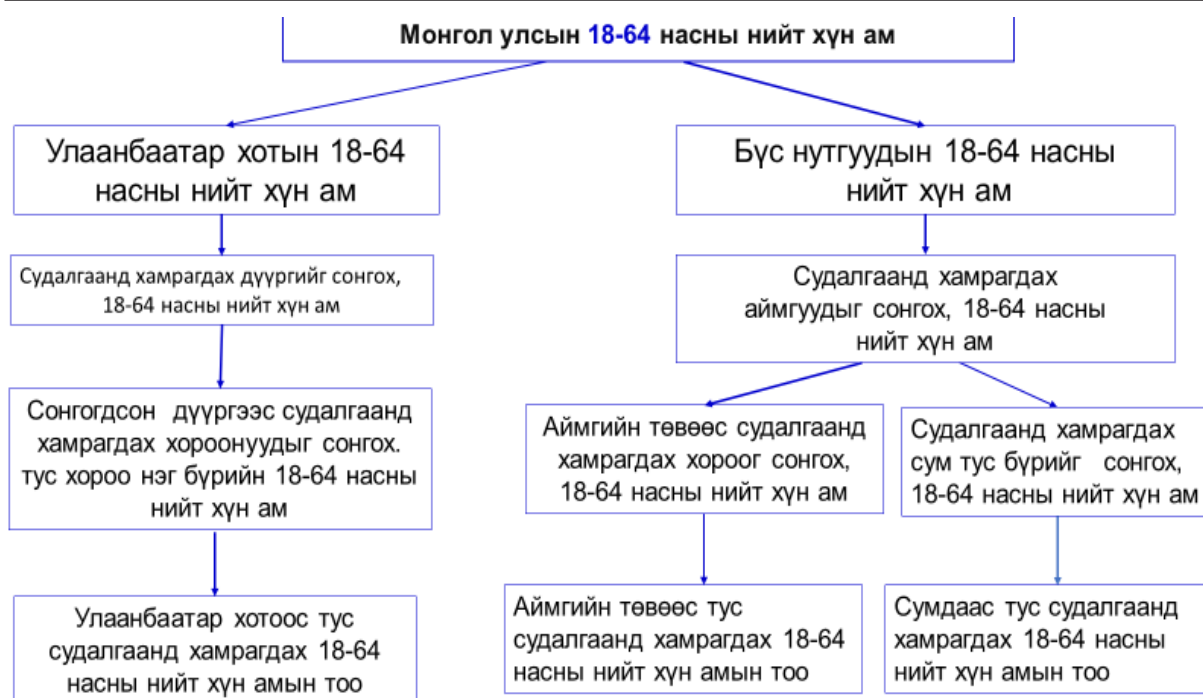 Монгол улсын 18-64 насны нийт хүн ам
Улаанбаатар хотын 18-64
насны нийт хүн ам
Бүс нутгуудын 18-64 насны
нийт хүн ам
Судалгаанд хамрагдах дүүргийг сонгох,
18-64 насны нийт хүн ам
Судалгаанд хамрагдах
аймгуудыг сонгох, 18-64 насны
нийт хүн ам
Сонгогдсон дүүргээс судалгаанд
хамрагдах хороонуудыг сонгох.
тус хороо нэг бүрийн 18-64 насны
нийт хүн ам
Аймгийн төвөөс судалгаанд
хамрагдах хороог сонгох,
18-64 насны нийт хүн ам
Судалгаанд хамрагдах
сум тус бүрийг сонгох,
18-64 насны нийт хүн ам
Улаанбаатар хотоос тус
судалгаанд хамрагдах 18-64
насны нийт хүн амын тоо
Аймгийн төвөөс тус
судалгаанд хамрагдах 18-64
насны нийт хүн амын тоо
Сумдаас тус судалгаанд
хамрагдах 18-64 насны
нийт хүн амын тоо